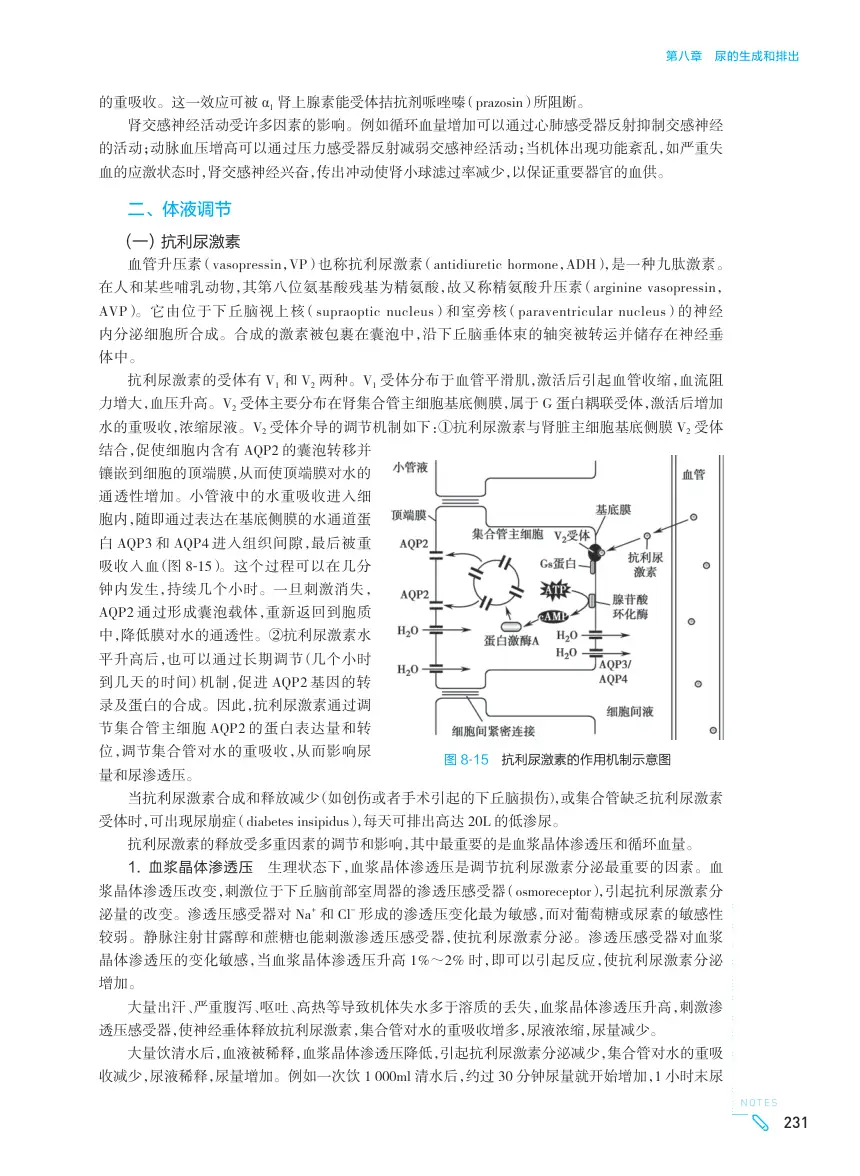 第八章 尿的生成和排出
的重吸收。这一效应可被 α₁ 肾上腺素能受体拮抗剂哌唑嗪(prazosin)所阻断。
肾交感神经活动受许多因素的影响。例如循环血量增加可以通过心肺感受器反射抑制交感神经
的活动;动脉血压增高可以通过压力感受器反射减弱交感神经活动;当机体出现功能紊乱,如严重失
血的应激状态时,肾交感神经兴奋,传出冲动使肾小球滤过率减少,以保证重要器官的血供。
二、体液调节
(一) 抗利尿激素
血管升压素(vasopressin,VP)也称抗利尿激素(antidiuretic hormone,ADH),是一种九肽激素。
在人和某些哺乳动物,其第八位氨基酸残基为精氨酸,故又称精氨酸升压素(arginine vasopressin,
AVP)。它由位于下丘脑视上核(supraoptic nucleus)和室旁核(paraventricular nucleus)的神经
内分泌细胞所合成。合成的激素被包裹在囊泡中,沿下丘脑垂体束的轴突被转运并储存在神经垂
体中。
抗利尿激素的受体有 V₁ 和 V₂ 两种。V₁ 受体分布于血管平滑肌,激活后引起血管收缩,血流阻
力增大,血压升高。V₂ 受体主要分布在肾集合管主细胞基底侧膜,属于 G 蛋白耦联受体,激活后增加
水的重吸收,浓缩尿液。V₂ 受体介导的调节机制如下:①抗利尿激素与肾脏主细胞基底侧膜 V₂ 受体
结合,促使细胞内含有 AQP2 的囊泡转移并
镶嵌到细胞的顶端膜,从而使顶端膜对水的
通透性增加。小管液中的水重吸收进入细
胞内,随即通过表达在基底侧膜的水通道蛋
白 AQP3 和 AQP4 进入组织间隙,最后被重
吸收入血(图 8-15)。这个过程可以在几分
钟内发生,持续几个小时。一旦刺激消失,
AQP2 通过形成囊泡载体,重新返回到胞质
中,降低膜对水的通透性。②抗利尿激素水
平升高后,也可以通过长期调节(几个小时
到几天的时间)机制,促进 AQP2 基因的转
录及蛋白的合成。因此,抗利尿激素通过调
节集合管主细胞 AQP2 的蛋白表达量和转
位,调节集合管对水的重吸收,从而影响尿
量和尿渗透压。
小管液
血管
顶端膜
基底膜
集合管主细胞
V₂受体
AQP2
Gs蛋白
抗利尿
激素
ATP
AQP2
腺苷酸
环化酶
cAMP
H₂O
蛋白激酶A
H₂O
H₂O
H₂O
AQP3/
AQP4
细胞间液
细胞间紧密连接
图 8-15 抗利尿激素的作用机制示意图
当抗利尿激素合成和释放减少(如创伤或者手术引起的下丘脑损伤),或集合管缺乏抗利尿激素
受体时,可出现尿崩症(diabetes insipidus),每天可排出高达 20L 的低渗尿。
抗利尿激素的释放受多重因素的调节和影响,其中最重要的是血浆晶体渗透压和循环血量。
1. 血浆晶体渗透压 生理状态下,血浆晶体渗透压是调节抗利尿激素分泌最重要的因素。血
浆晶体渗透压改变,刺激位于下丘脑前部室周器的渗透压感受器(osmoreceptor),引起抗利尿激素分
泌量的改变。渗透压感受器对 Na⁺ 和 Cl⁻ 形成的渗透压变化最为敏感,而对葡萄糖或尿素的敏感性
较弱。静脉注射甘露醇和蔗糖也能刺激渗透压感受器,使抗利尿激素分泌。渗透压感受器对血浆
晶体渗透压的变化敏感,当血浆晶体渗透压升高 1%~2% 时,即可以引起反应,使抗利尿激素分泌
增加。
大量出汗、严重腹泻、呕吐、高热等导致机体失水多于溶质的丢失,血浆晶体渗透压升高,刺激渗
透压感受器,使神经垂体释放抗利尿激素,集合管对水的重吸收增多,尿液浓缩,尿量减少。
大量饮清水后,血液被稀释,血浆晶体渗透压降低,引起抗利尿激素分泌减少,集合管对水的重吸
收减少,尿液稀释,尿量增加。例如一次饮 1 000ml 清水后,约过 30 分钟尿量就开始增加,1 小时末尿
NOTES
231